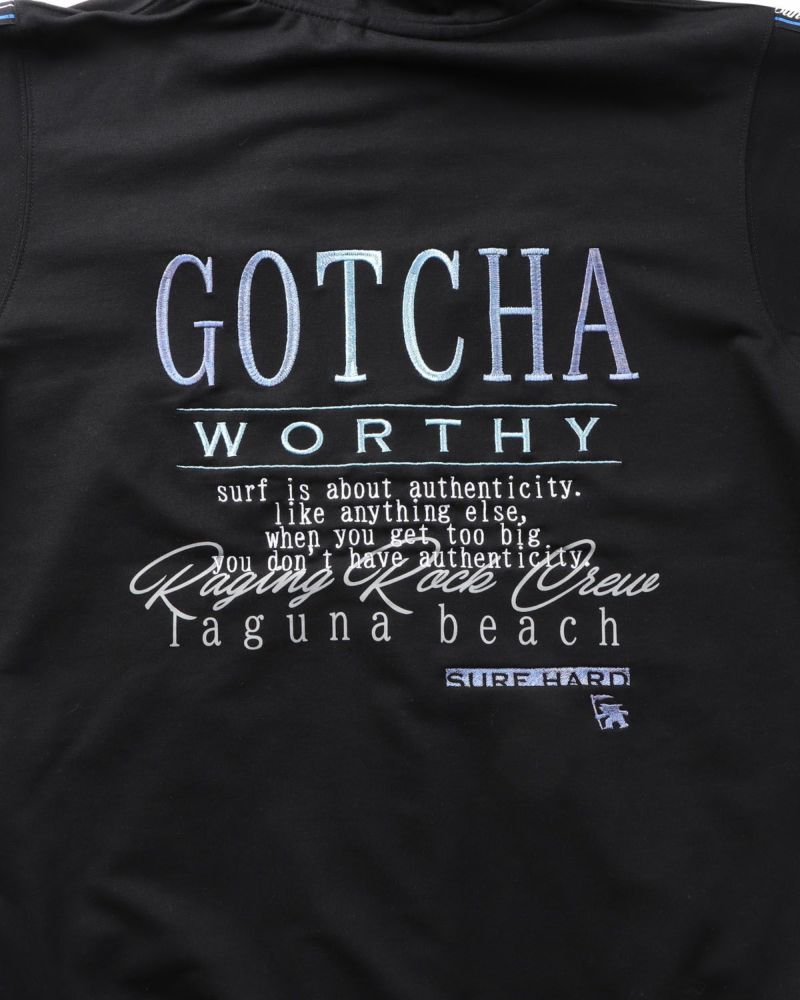 GOTCHA
WORTHY
surf is about authenticity.
like anything else,
when you get too big
you don't have authenticity.
Raging Rock Crew
laguna beach
SURF HARD